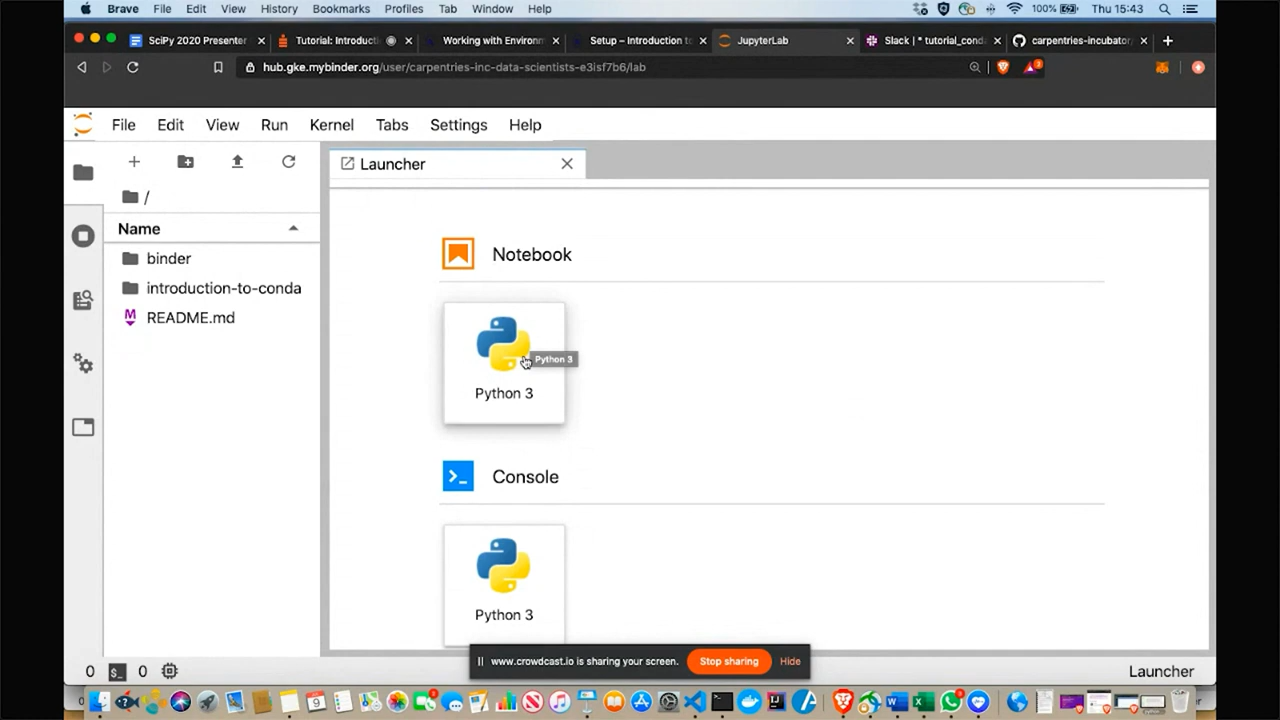 Brave File Edit View History Bookmarks Profiles Tab Window Help 100% Thu 15:43
SciPy 2020 Presenter Tutorial: Introducti Working with Environm Setup – Introduction to JupyterLab Slack | * tutorial_cond carpentries-incubator/
hub.gke.mybinder.org/user/carpentries-inc-data-scientists-e3isf7b6/lab
File Edit View Run Kernel Tabs Settings Help
Launcher
/
Name
binder
introduction-to-conda
README.md
Notebook
Python 3
Python 3
Console
Python 3
www.crowdcast.io is sharing your screen. Stop sharing Hide
0 $_ 0 Launcher